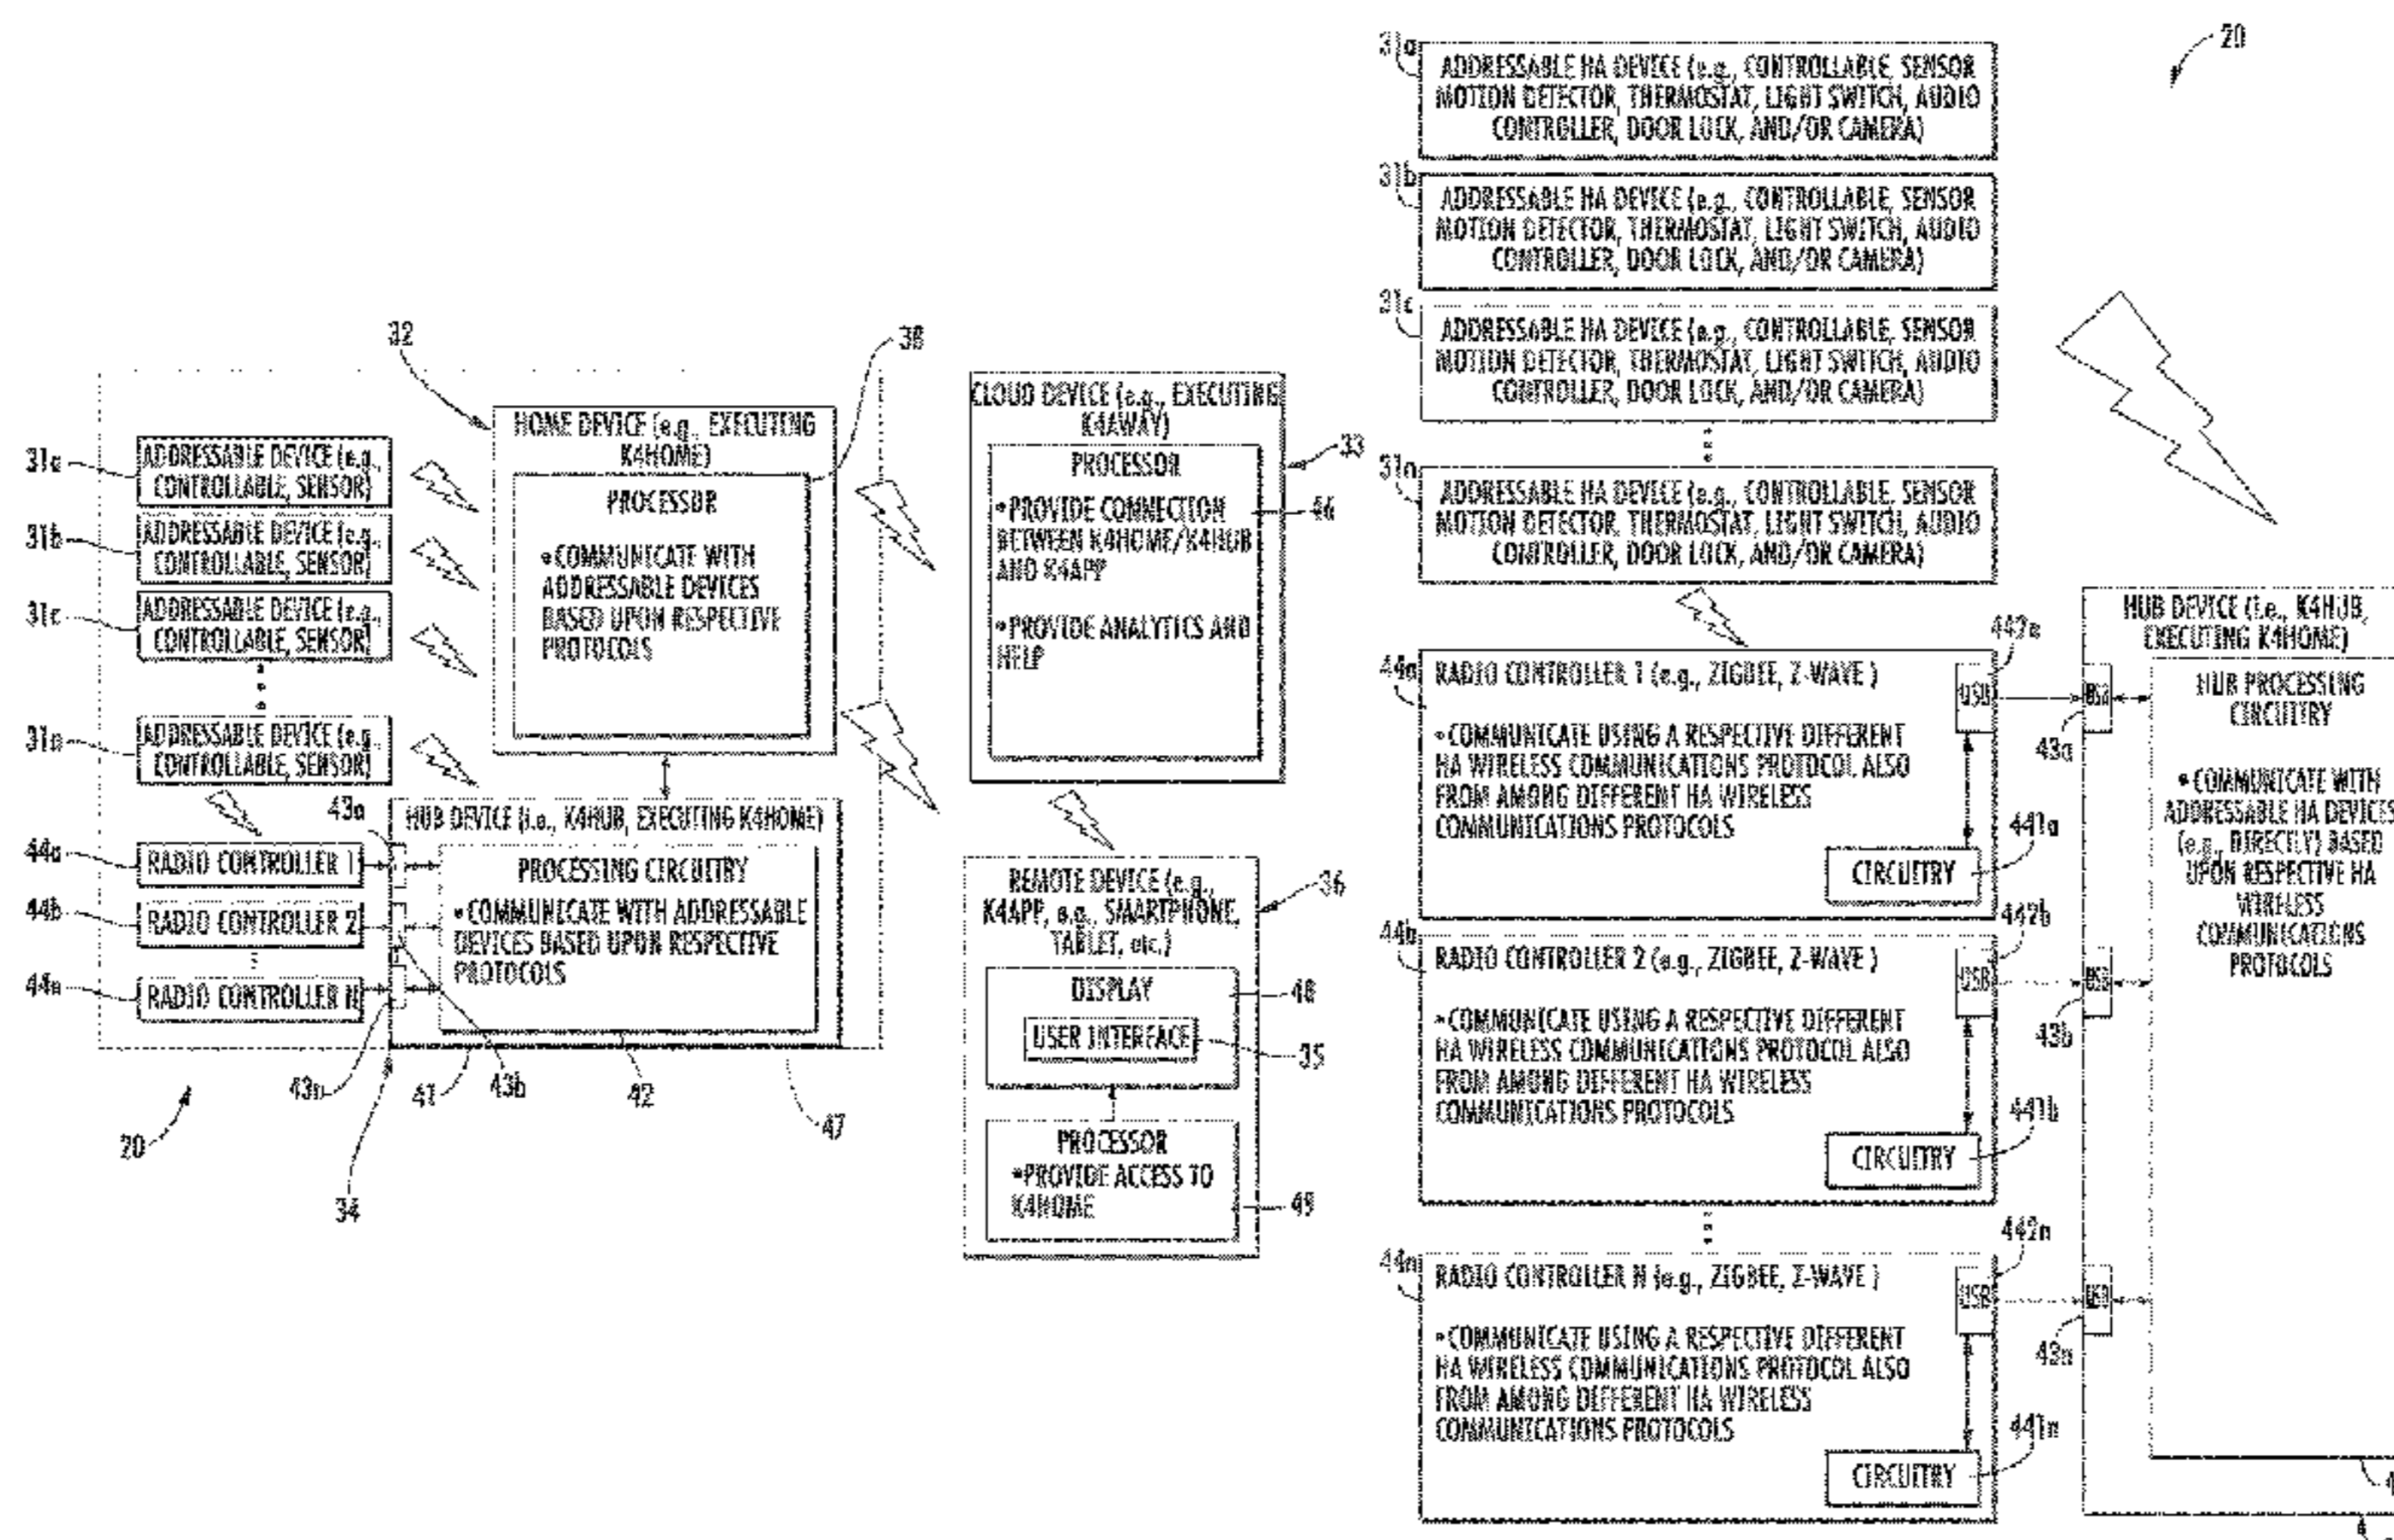 32
38
HOME DEVICE (e.g., EXECUTING
K4HOME)
PROCESSOR
•COMMUNICATE WITH
ADDRESSABLE DEVICES
BASED UPON RESPECTIVE
PROTOCOLS
31a
ADDRESSABLE DEVICE (e.g.,
CONTROLLABLE, SENSOR)
31b
ADDRESSABLE DEVICE (e.g.,
CONTROLLABLE, SENSOR)
31c
ADDRESSABLE DEVICE (e.g.,
CONTROLLABLE, SENSOR)
31n
ADDRESSABLE DEVICE (e.g.,
CONTROLLABLE, SENSOR)
43a
HUB DEVICE (i.e., K4HUB, EXECUTING K4HOME)
44a
RADIO CONTROLLER 1
44b
RADIO CONTROLLER 2
44n
RADIO CONTROLLER N
PROCESSING CIRCUITRY
•COMMUNICATE WITH ADDRESSABLE
DEVICES BASED UPON RESPECTIVE
PROTOCOLS
43n
41
43b
42
47
20
34
CLOUD DEVICE (e.g., EXECUTING
K4AWAY)
33
PROCESSOR
•PROVIDE CONNECTION
BETWEEN K4HOME/K4HUB
AND K4APP
•PROVIDE ANALYTICS AND
HELP
46
REMOTE DEVICE (e.g.,
K4APP, e.g., SMARTPHONE,
TABLET, etc.)
36
DISPLAY
48
USER INTERFACE
35
PROCESSOR
•PROVIDE ACCESS TO
K4HOME
49
20
31a
ADDRESSABLE HA DEVICE (e.g., CONTROLLABLE, SENSOR
MOTION DETECTOR, THERMOSTAT, LIGHT SWITCH, AUDIO
CONTROLLER, DOOR LOCK, AND/OR CAMERA)
31b
ADDRESSABLE HA DEVICE (e.g., CONTROLLABLE, SENSOR
MOTION DETECTOR, THERMOSTAT, LIGHT SWITCH, AUDIO
CONTROLLER, DOOR LOCK, AND/OR CAMERA)
31c
ADDRESSABLE HA DEVICE (e.g., CONTROLLABLE, SENSOR
MOTION DETECTOR, THERMOSTAT, LIGHT SWITCH, AUDIO
CONTROLLER, DOOR LOCK, AND/OR CAMERA)
31n
ADDRESSABLE HA DEVICE (e.g., CONTROLLABLE, SENSOR
MOTION DETECTOR, THERMOSTAT, LIGHT SWITCH, AUDIO
CONTROLLER, DOOR LOCK, AND/OR CAMERA)
44a
RADIO CONTROLLER 1 (e.g., ZIGBEE, Z-WAVE )
•COMMUNICATE USING A RESPECTIVE DIFFERENT
HA WIRELESS COMMUNICATIONS PROTOCOL ALSO
FROM AMONG DIFFERENT HA WIRELESS
COMMUNICATIONS PROTOCOLS
442a
USB
USB
43a
441a
CIRCUITRY
44b
RADIO CONTROLLER 2 (e.g., ZIGBEE, Z-WAVE )
•COMMUNICATE USING A RESPECTIVE DIFFERENT
HA WIRELESS COMMUNICATIONS PROTOCOL ALSO
FROM AMONG DIFFERENT HA WIRELESS
COMMUNICATIONS PROTOCOLS
442b
USB
USB
43b
441b
CIRCUITRY
44n
RADIO CONTROLLER N (e.g., ZIGBEE, Z-WAVE )
•COMMUNICATE USING A RESPECTIVE DIFFERENT
HA WIRELESS COMMUNICATIONS PROTOCOL ALSO
FROM AMONG DIFFERENT HA WIRELESS
COMMUNICATIONS PROTOCOLS
442n
USB
USB
43n
441n
CIRCUITRY
HUB DEVICE (i.e., K4HUB,
EXECUTING K4HOME)
HUB PROCESSING
CIRCUITRY
•COMMUNICATE WITH
ADDRESSABLE HA DEVICES
(e.g., DIRECTLY) BASED
UPON RESPECTIVE HA
WIRELESS
COMMUNICATIONS
PROTOCOLS